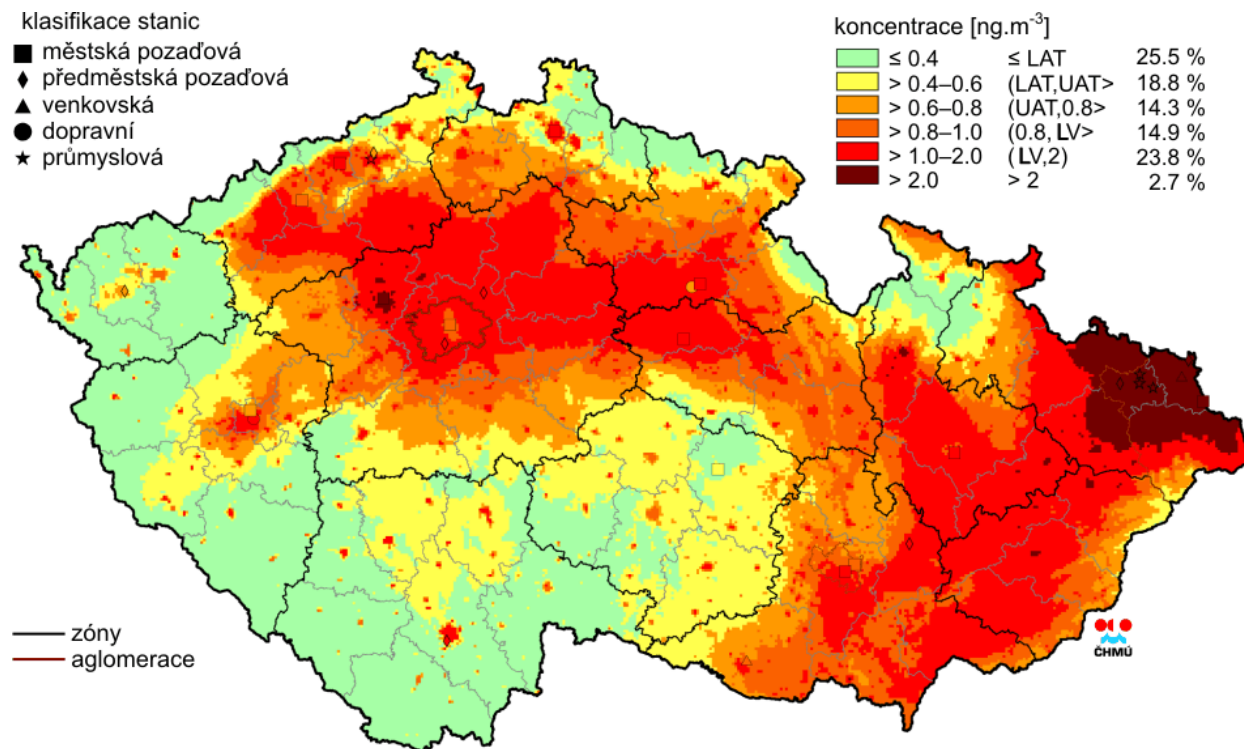 klasifikace stanic
městská pozaďová
předměstská pozaďová
venkovská
dopravní
průmyslová
koncentrace [ng.m⁻³]
≤ 0.4 ≤ LAT 25.5 %
> 0.4–0.6 (LAT,UAT> 18.8 %
> 0.6–0.8 (UAT,0.8> 14.3 %
> 0.8–1.0 (0.8, LV> 14.9 %
> 1.0–2.0 (LV,2) 23.8 %
> 2.0 > 2 2.7 %
zóny
aglomerace
ČHMÚ